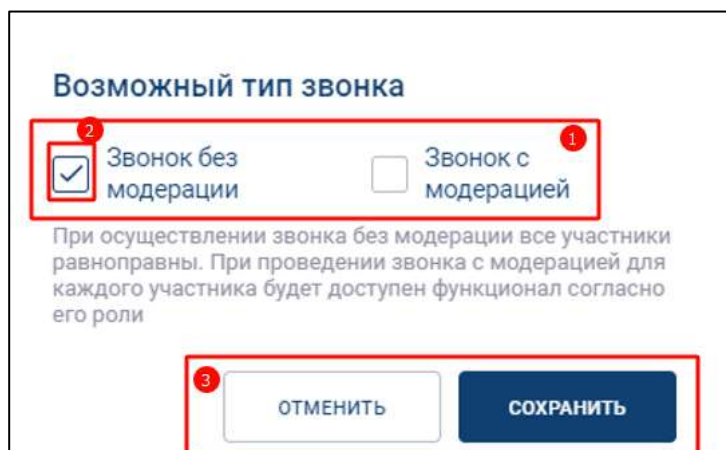 Возможный тип звонка
2
1
Звонок без
модерации
Звонок с
модерацией
При осуществлении звонка без модерации все участники
равноправны. При проведении звонка с модерацией для
каждого участника будет доступен функционал согласно
его роли
3
ОТМЕНИТЬ
СОХРАНИТЬ